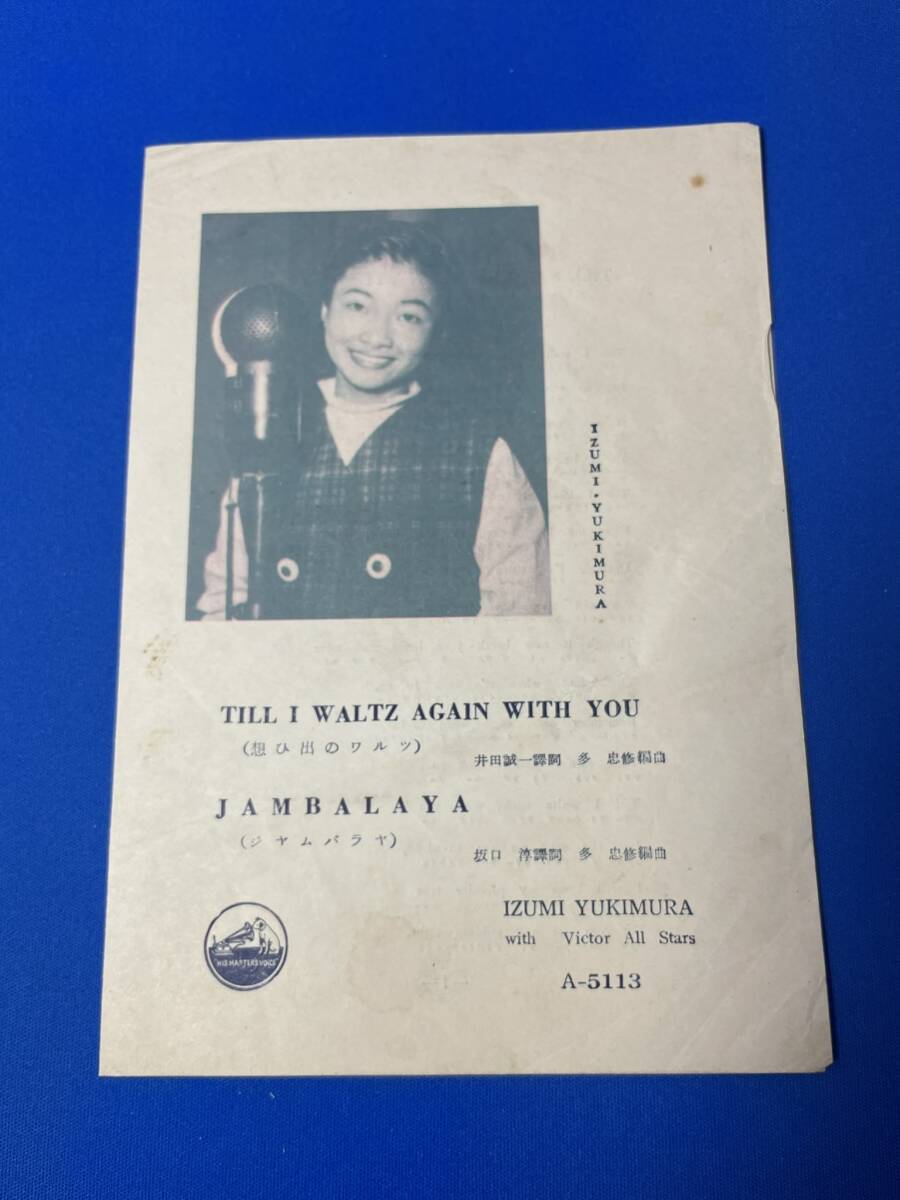 IZUMI・YUKIMURA
TILL I WALTZ AGAIN WITH YOU
(想ひ出のワルツ)
井田誠一譯詞 多 忠修編曲
JAMBALAYA
(ジヤムバラヤ)
坂口 淳譯詞 多 忠修編曲
"HIS MASTER'S VOICE"
IZUMI YUKIMURA
with Victor All Stars
A-5113